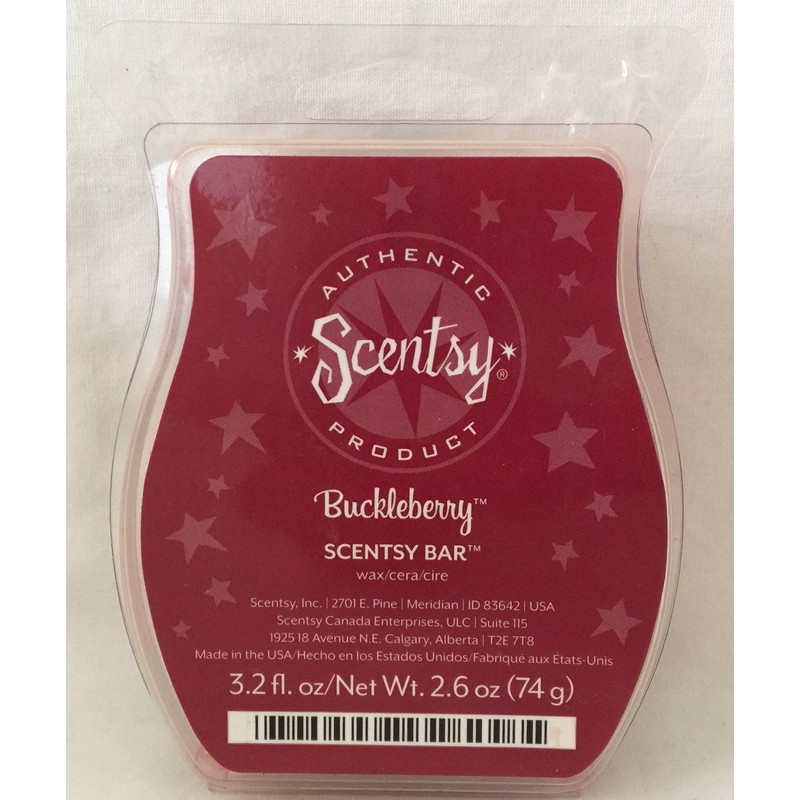 AUTHENTIC
Scentsy®
PRODUCT
Buckleberry™
SCENTSY BAR™
wax/cera/cire
Scentsy, Inc. | 2701 E. Pine | Meridian | ID 83642 | USA
Scentsy Canada Enterprises, ULC | Suite 115
1925 18 Avenue N.E. Calgary, Alberta | T2E 7T8
Made in the USA/Hecho en los Estados Unidos/Fabriqué aux États-Unis
3.2 fl. oz/Net Wt. 2.6 oz (74 g)